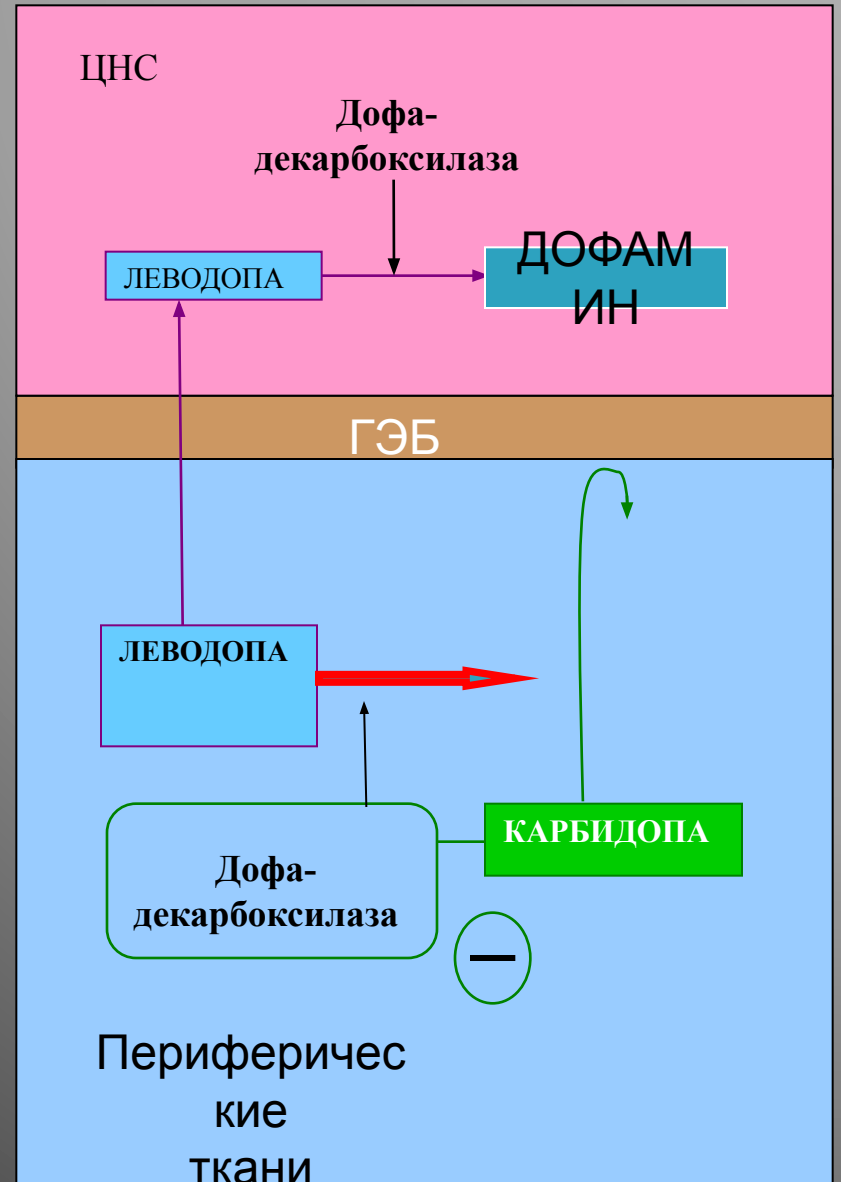 ЦНС
Дофа-
декарбоксилаза
ЛЕВОДОПА
ДОФАМ
ИН
ГЭБ
ЛЕВОДОПА
КАРБИДОПА
Дофа-
декарбоксилаза
Периферичес
кие
ткани